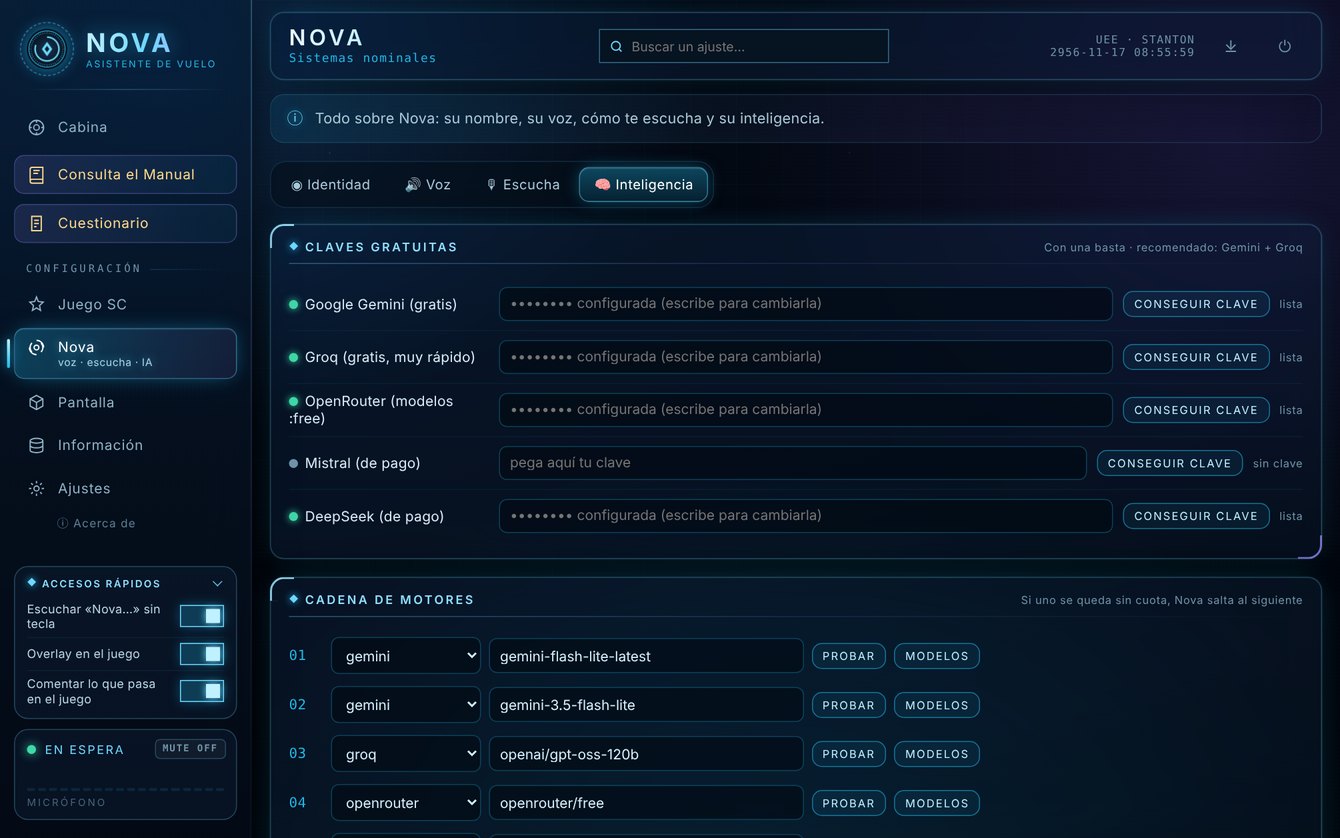 NOVA
ASISTENTE DE VUELO
Cabina
Consulta el Manual
Cuestionario
CONFIGURACIÓN
Juego SC
Nova
voz · escucha · IA
Pantalla
Información
Ajustes
ⓘ Acerca de
ACCESOS RÁPIDOS
Escuchar «Nova...» sin
tecla
Overlay en el juego
Comentar lo que pasa
en el juego
EN ESPERA MUTE OFF
MICRÓFONO
NOVA
Sistemas nominales
Buscar un ajuste...
UEE · STANTON
2956-11-17 08:55:59
Todo sobre Nova: su nombre, su voz, cómo te escucha y su inteligencia.
Identidad Voz Escucha Inteligencia
CLAVES GRATUITAS Con una basta · recomendado: Gemini + Groq
Google Gemini (gratis) •••••••• configurada (escribe para cambiarla) CONSEGUIR CLAVE lista
Groq (gratis, muy rápido) •••••••• configurada (escribe para cambiarla) CONSEGUIR CLAVE lista
OpenRouter (modelos
:free) •••••••• configurada (escribe para cambiarla) CONSEGUIR CLAVE lista
Mistral (de pago) pega aquí tu clave CONSEGUIR CLAVE sin clave
DeepSeek (de pago) •••••••• configurada (escribe para cambiarla) CONSEGUIR CLAVE lista
CADENA DE MOTORES Si uno se queda sin cuota, Nova salta al siguiente
01 gemini gemini-flash-lite-latest PROBAR MODELOS
02 gemini gemini-3.5-flash-lite PROBAR MODELOS
03 groq openai/gpt-oss-120b PROBAR MODELOS
04 openrouter openrouter/free PROBAR MODELOS